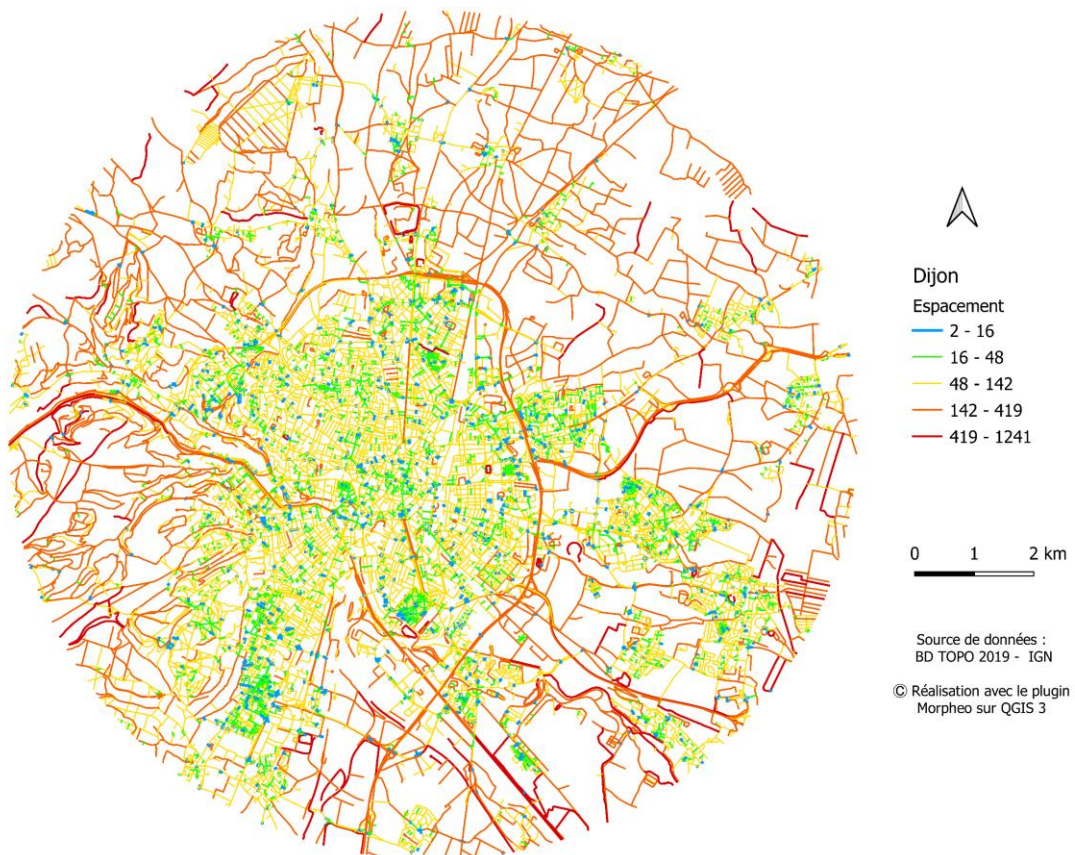 Dijon
Espacement
2 - 16
16 - 48
48 - 142
142 - 419
419 - 1241
0 1 2 km
Source de données :
BD TOPO 2019 - IGN
© Réalisation avec le plugin
Morpheo sur QGIS 3